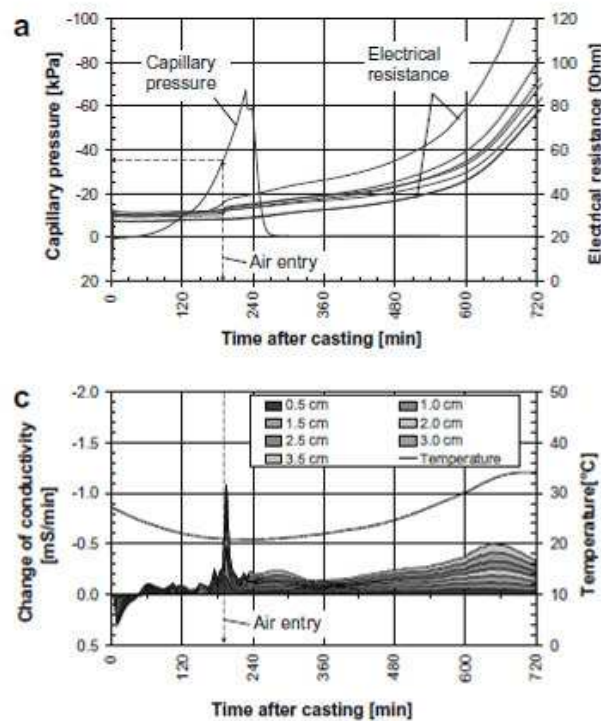 a
Capillary pressure [kPa]
-100
-80
-60
-40
-20
0
20
Capillary
pressure
Electrical
resistance
Air entry
120
100
80
60
40
20
0
Electrical resistance [Ohm]
0
120
240
360
480
600
720
Time after casting [min]
c
Change of conductivity
[mS/min]
-2.0
-1.5
-1.0
-0.5
0.0
0.5
0.5 cm
1.0 cm
1.5 cm
2.0 cm
2.5 cm
3.0 cm
3.5 cm
Temperature
Air entry
50
40
30
20
10
0
Temperature[°C]
0
120
240
360
480
600
720
Time after casting [min]